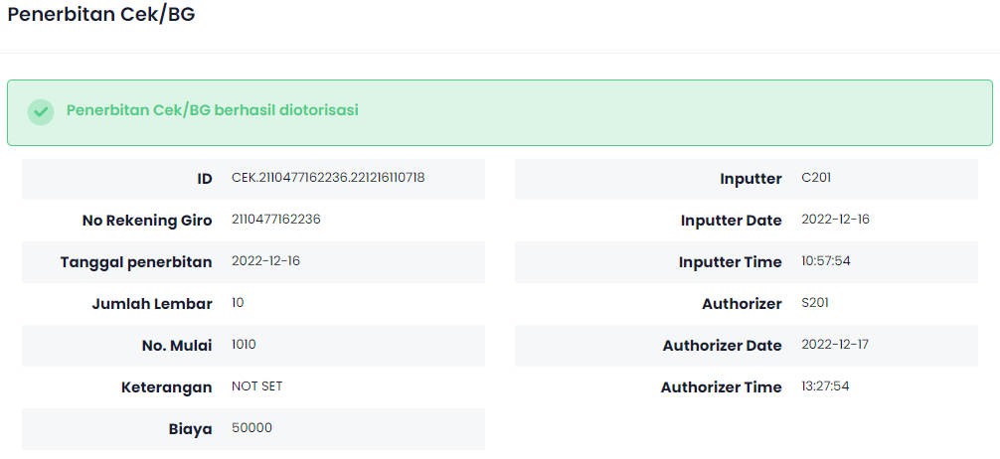 Penerbitan Cek/BG
Penerbitan Cek/BG berhasil diotorisasi
ID CEK.2110477162236.221216110718
No Rekening Giro 2110477162236
Tanggal penerbitan 2022-12-16
Jumlah Lembar 10
No. Mulai 1010
Keterangan NOT SET
Biaya 50000
Inputter C201
Inputter Date 2022-12-16
Inputter Time 10:57:54
Authorizer S201
Authorizer Date 2022-12-17
Authorizer Time 13:27:54